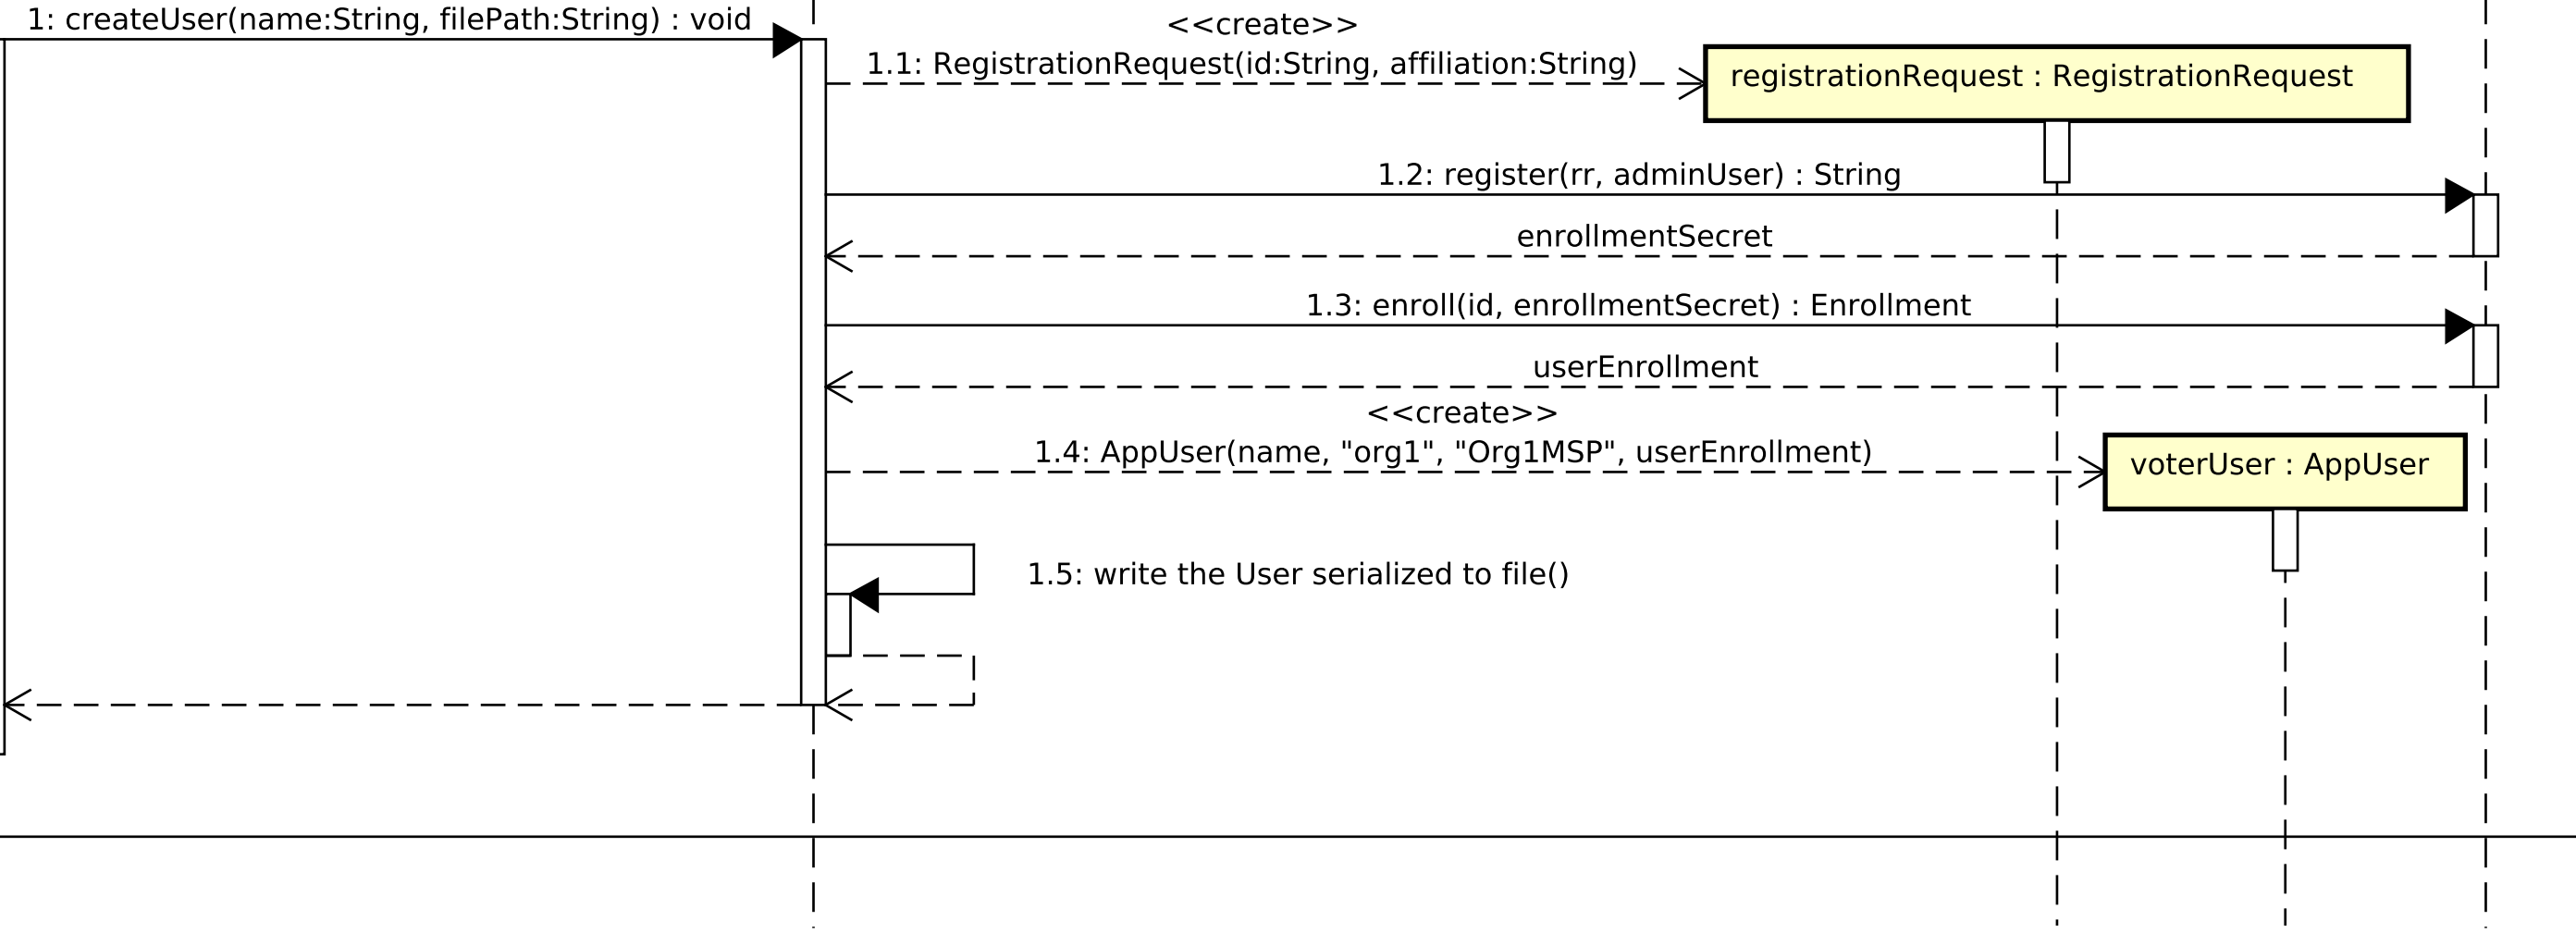 1: createUser(name:String, filePath:String) : void
<<create>>
1.1: RegistrationRequest(id:String, affiliation:String)
registrationRequest : RegistrationRequest
1.2: register(rr, adminUser) : String
enrollmentSecret
1.3: enroll(id, enrollmentSecret) : Enrollment
userEnrollment
<<create>>
1.4: AppUser(name, "org1", "Org1MSP", userEnrollment)
voterUser : AppUser
1.5: write the User serialized to file()